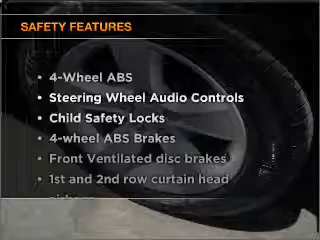 SAFETY FEATURES
• 4-Wheel ABS
• Steering Wheel Audio Controls
• Child Safety Locks
• 4-wheel ABS Brakes
• Front Ventilated disc brakes
• 1st and 2nd row curtain head